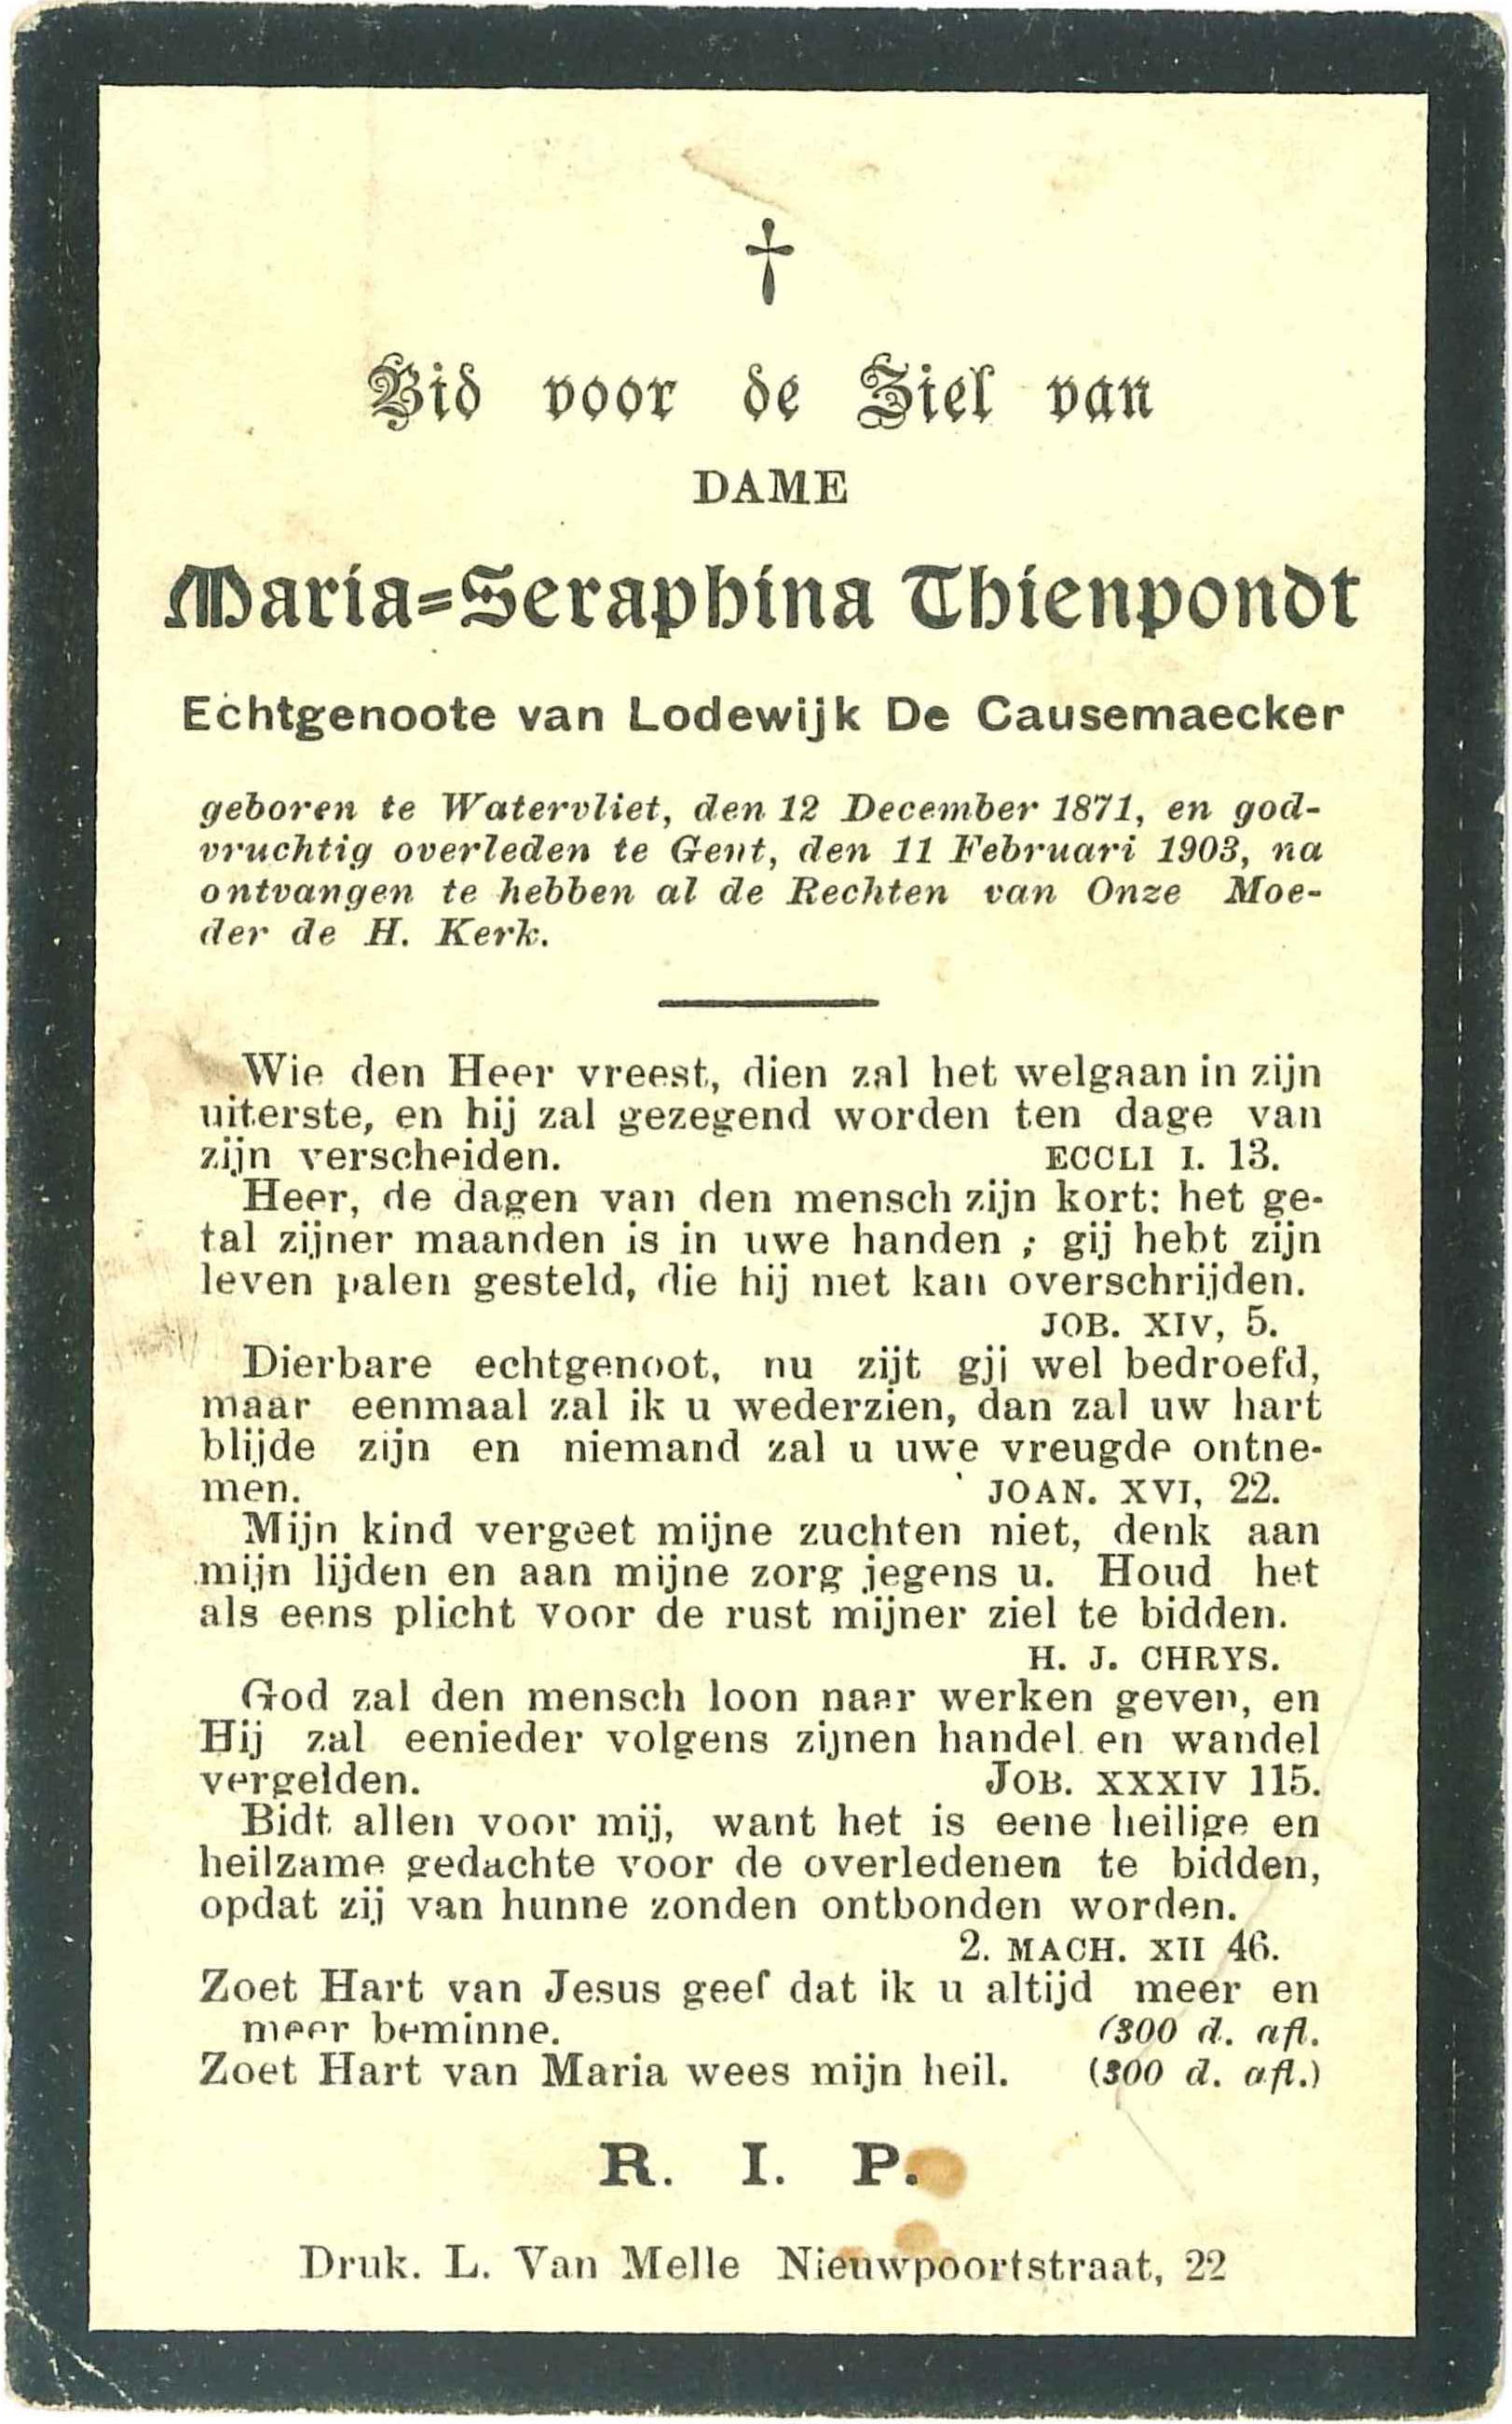 †
Bid voor de Ziel van
DAME
Maria=Seraphina Thienpondt
Echtgenoote van Lodewijk De Causemaecker
geboren te Watervliet, den 12 December 1871, en god-
vruchtig overleden te Gent, den 11 Februari 1903, na
ontvangen te hebben al de Rechten van Onze Moe-
der de H. Kerk.
Wie den Heer vreest, dien zal het welgaan in zijn
uiterste, en hij zal gezegend worden ten dage van
zijn verscheiden. ECCLI I. 13.
Heer, de dagen van den mensch zijn kort: het ge-
tal zijner maanden is in uwe handen ; gij hebt zijn
leven palen gesteld, die hij niet kan overschrijden.
JOB. XIV, 5.
Dierbare echtgenoot, nu zijt gji wel bedroefd,
maar eenmaal zal ik u wederzien, dan zal uw hart
blijde zijn en niemand zal u uwe vreugde ontne-
men. JOAN. XVI, 22.
Mijn kind vergeet mijne zuchten niet, denk aan
mijn lijden en aan mijne zorg jegens u. Houd het
als eens plicht voor de rust mijner ziel te bidden.
H. J. CHRYS.
God zal den mensch loon naar werken geven, en
Hij zal eenieder volgens zijnen handel en wandel
vergelden. JOB. XXXIV 115.
Bidt allen voor mij, want het is eene heilige en
heilzame gedachte voor de overledenen te bidden,
opdat zij van hunne zonden ontbonden worden.
2. MACH. XII 46.
Zoet Hart van Jesus geef dat ik u altijd meer en
meer beminne. (300 d. afl.
Zoet Hart van Maria wees mijn heil. (300 d. afl.)
R. I. P.
Druk. L. Van Melle Nieuwpoortstraat, 22